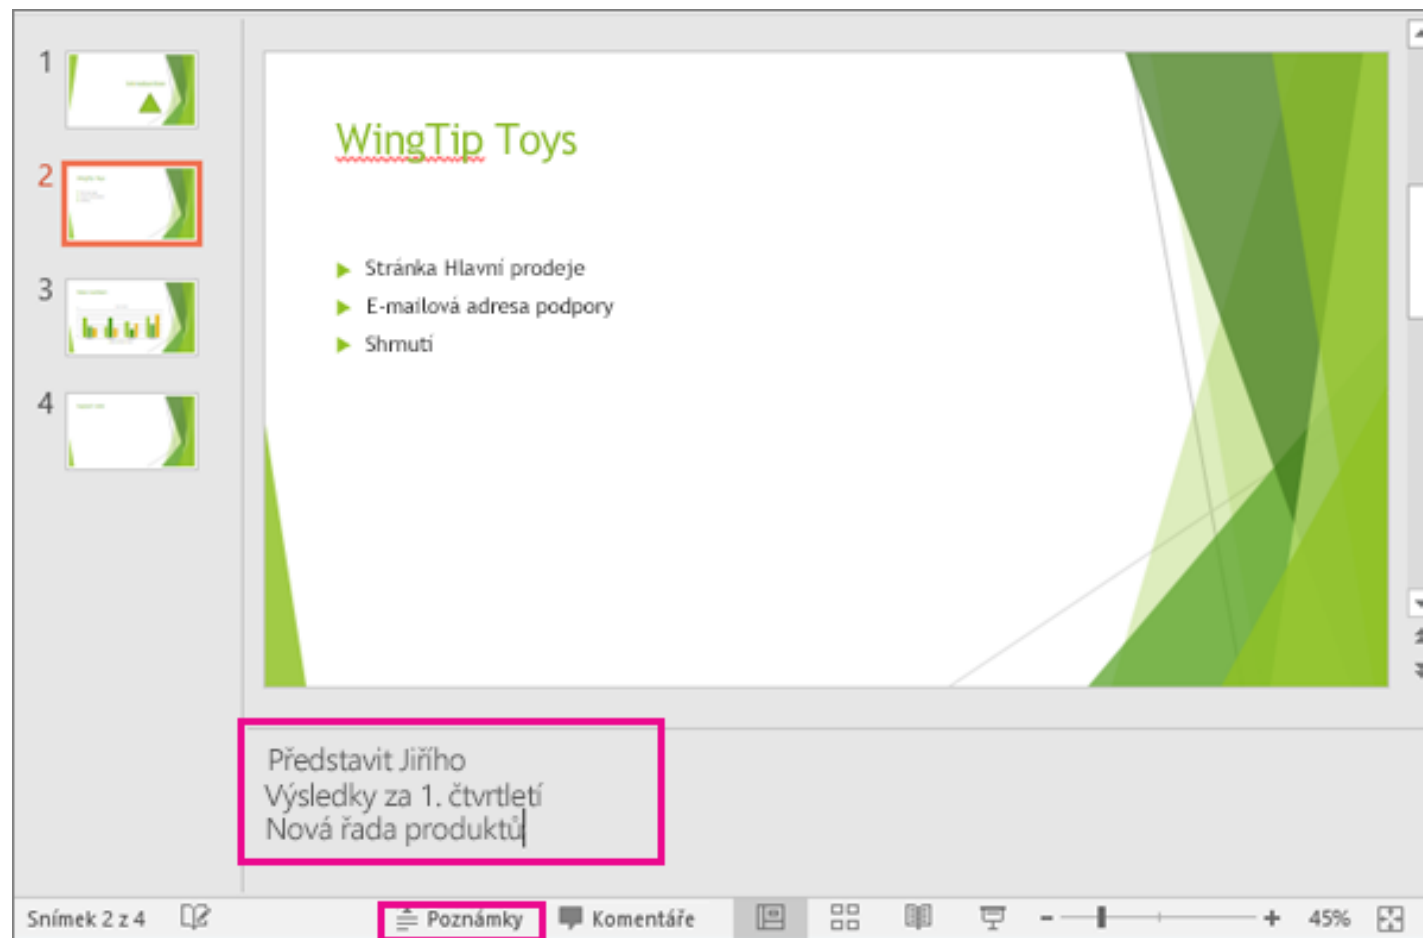 1
2
3
4
WingTip Toys
Stránka Hlavní prodeje
E-mailová adresa podpory
Shrnutí
Představit Jiřího
Výsledky za 1. čtvrtletí
Nová řada produktů
Snímek 2 z 4
Poznámky
Komentáře
45%